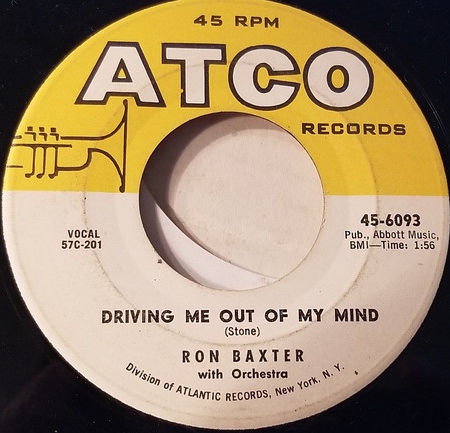 45 RPM
ATCO
RECORDS
VOCAL
57C-201
45-6093
Pub., Abbott Music,
BMI—Time: 1:56
DRIVING ME OUT OF MY MIND
(Stone)
RON BAXTER
with Orchestra
Division of ATLANTIC RECORDS, New York, N. Y.